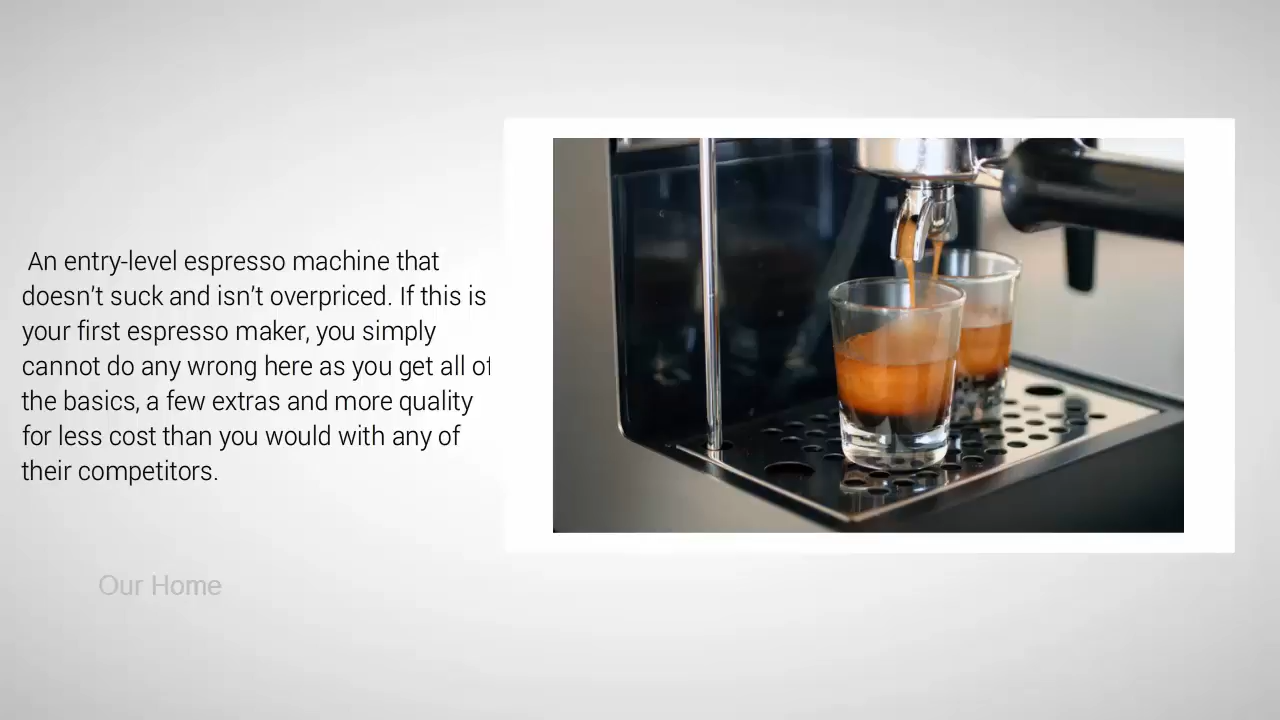 An entry-level espresso machine that
doesn’t suck and isn’t overpriced. If this is
your first espresso maker, you simply
cannot do any wrong here as you get all of
the basics, a few extras and more quality
for less cost than you would with any of
their competitors.
Our Home